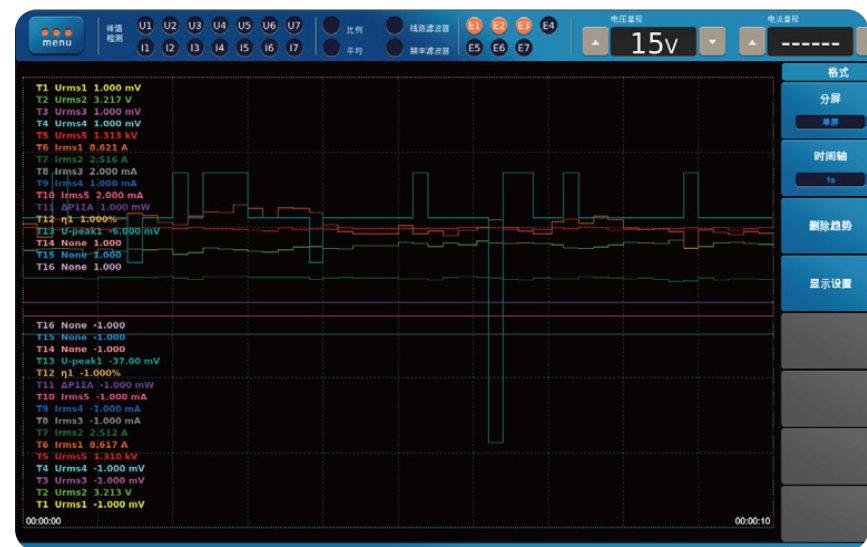 menu
峰值
检测
U1 U2 U3 U4 U5 U6 U7
I1 I2 I3 I4 I5 I6 I7
比例
平均
线路滤波器
频率滤波器
E1 E2 E3 E4
E5 E6 E7
电压量程
15V
电流量程
------
格式
分屏
单屏
时间轴
1s
删除趋势
显示设置
T1 Urms1 1.000 mV
T2 Urms2 3.217 V
T3 Urms3 1.000 mV
T4 Urms4 1.000 mV
T5 Urms5 1.313 kV
T6 Irms1 8.621 A
T7 Irms2 2.516 A
T8 Irms3 2.000 mA
T9 Irms4 1.000 mA
T10 Irms5 2.000 mA
T11 ΔP1ΣA 1.000 mW
T12 η1 1.000%
T13 U-peak1 -6.000 mV
T14 None 1.000
T15 None 1.000
T16 None 1.000
T16 None -1.000
T15 None -1.000
T14 None -1.000
T13 U-peak1 -37.00 mV
T12 η1 -1.000%
T11 ΔP1ΣA -1.000 mW
T10 Irms5 -1.000 mA
T9 Irms4 -1.000 mA
T8 Irms3 -1.000 mA
T7 Irms2 2.512 A
T6 Irms1 8.617 A
T5 Urms5 1.310 kV
T4 Urms4 -1.000 mV
T3 Urms3 -1.000 mV
T2 Urms2 3.213 V
T1 Urms1 -1.000 mV
00:00:00
00:00:10